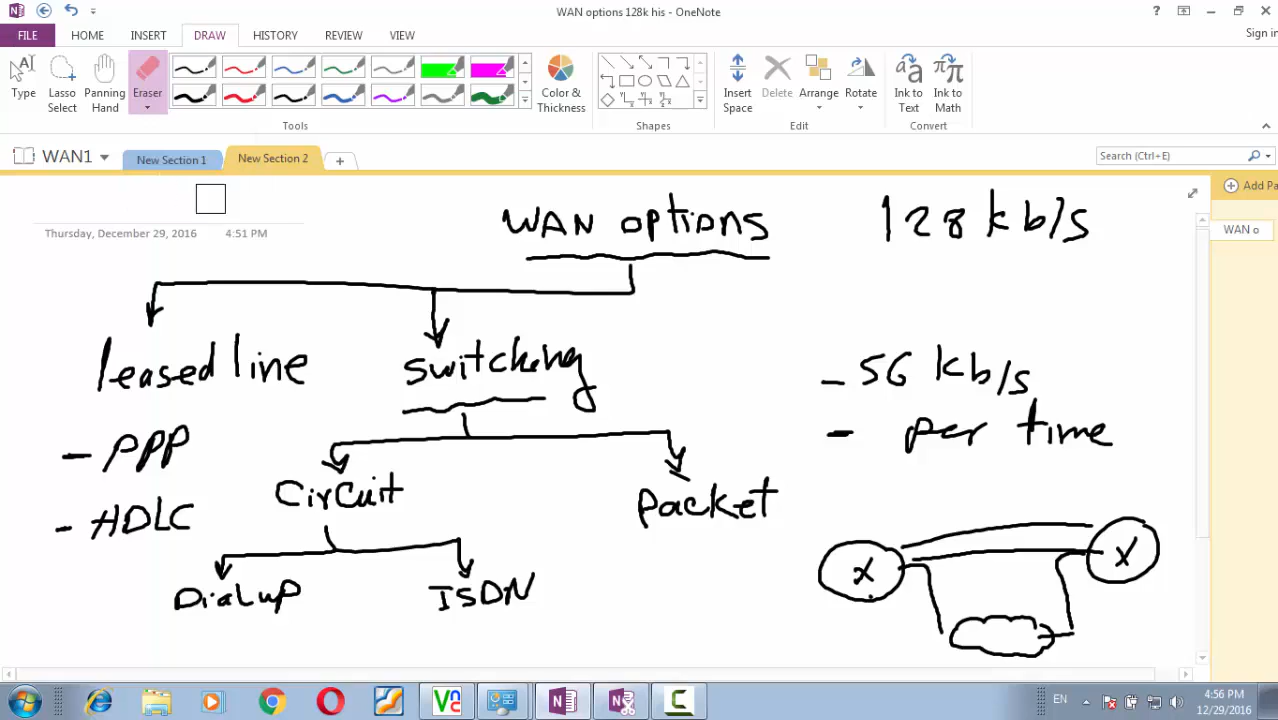 WAN options 128k his - OneNote
FILE HOME INSERT DRAW HISTORY REVIEW VIEW
Sign in
Type
Lasso Select
Panning Hand
Eraser
Color & Thickness
Insert Space
Delete
Arrange
Rotate
Ink to Text
Ink to Math
Tools Shapes Edit Convert
WAN1 New Section 1 New Section 2
Search (Ctrl+E)
Add Pa
WAN o
Thursday, December 29, 2016 4:51 PM
WAN options 128 kb/s
leased line switching
- 56 kb/s
- per time
- PPP
- HDLC
Circuit Packet
Dialup ISDN
X X
EN
4:56 PM
12/29/2016